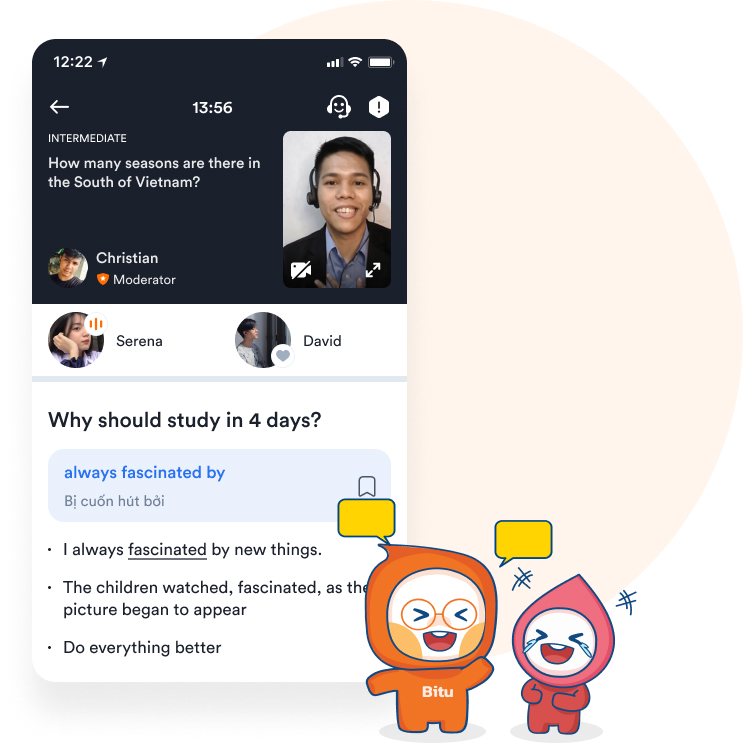 12:22
13:56
INTERMEDIATE
How many seasons are there in
the South of Vietnam?
Christian
Moderator
Serena
David
Why should study in 4 days?
always fascinated by
Bị cuốn hút bởi
· I always fascinated by new things.
· The children watched, fascinated, as the
picture began to appear
· Do everything better
Bitu